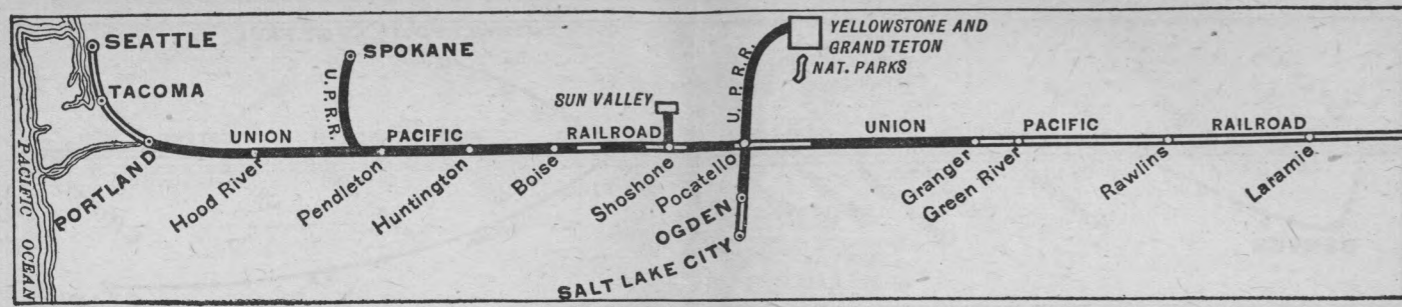 SEATTLE
TACOMA
PORTLAND
PACIFIC
OCEAN
SPOKANE
U.P.R.R.
UNION PACIFIC RAILROAD
Hood River
Pendleton
Huntington
Boise
Shoshone
Pocatello
SUN VALLEY
U.P.R.R.
YELLOWSTONE AND
GRAND TETON
NAT. PARKS
OGDEN
SALT LAKE CITY
UNION PACIFIC RAILROAD
Granger
Green River
Rawlins
Laramie